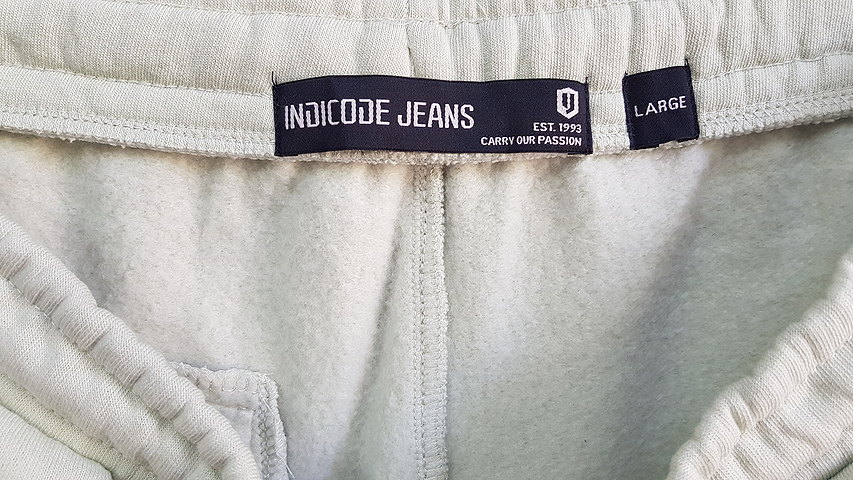 INDICODE JEANS
EST. 1993
CARRY OUR PASSION
LARGE